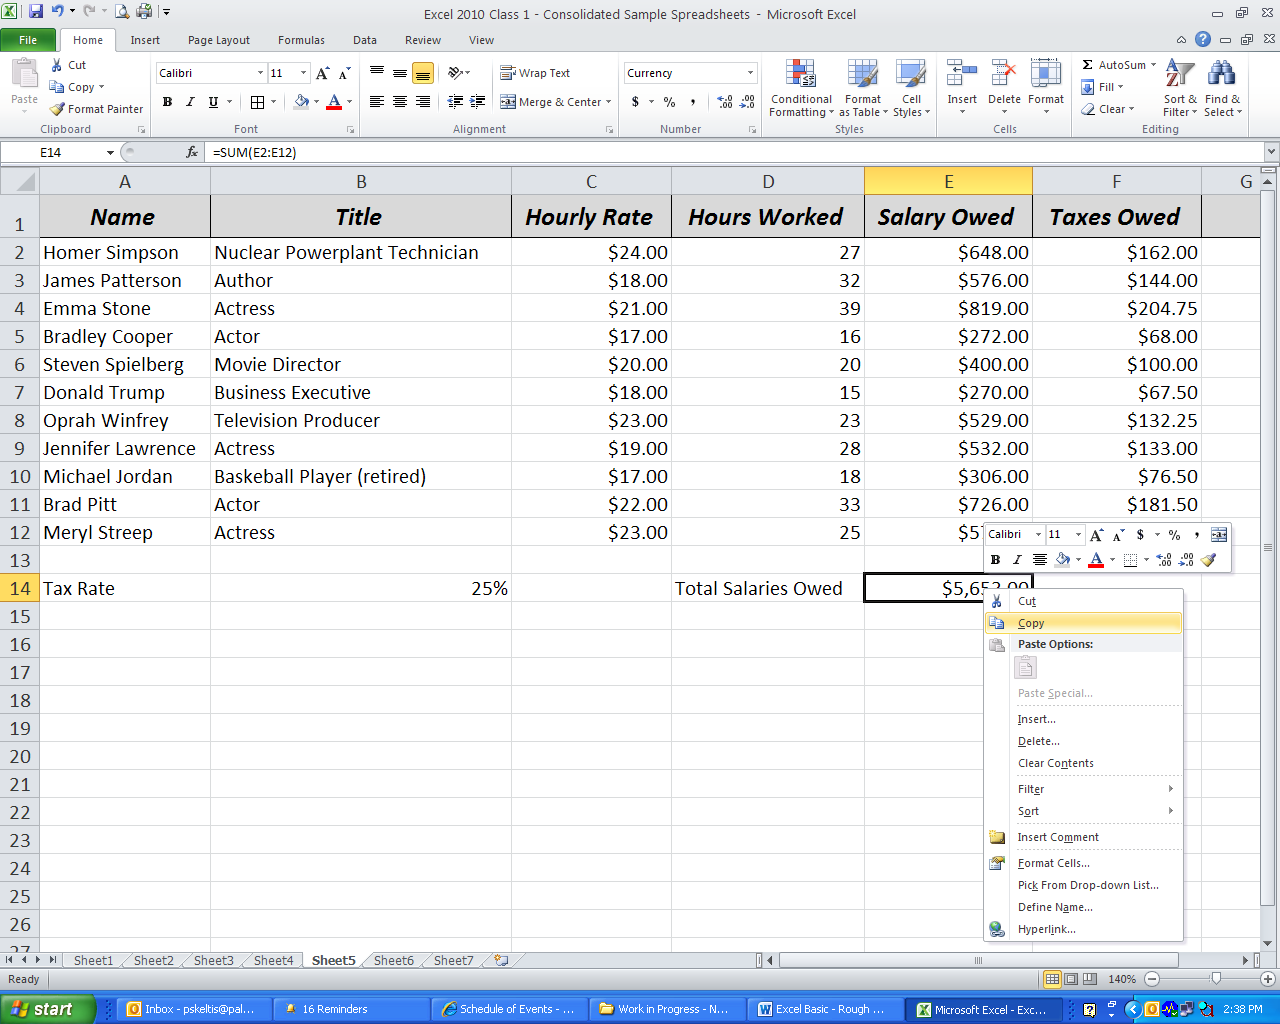 Excel 2010 Class 1 - Consolidated Sample Spreadsheets - Microsoft Excel
File Home Insert Page Layout Formulas Data Review View
Paste Cut Copy Format Painter Clipboard
Calibri 11 B I U Font
Wrap Text Merge & Center Alignment
Currency $ % , Number
Conditional Formatting Format as Table Cell Styles Styles
Insert Delete Format Cells
Σ AutoSum Fill Clear Sort & Filter Find & Select Editing
E14 fx =SUM(E2:E12)
A B C D E F G
1 Name Title Hourly Rate Hours Worked Salary Owed Taxes Owed
2 Homer Simpson Nuclear Powerplant Technician $24.00 27 $648.00 $162.00
3 James Patterson Author $18.00 32 $576.00 $144.00
4 Emma Stone Actress $21.00 39 $819.00 $204.75
5 Bradley Cooper Actor $17.00 16 $272.00 $68.00
6 Steven Spielberg Movie Director $20.00 20 $400.00 $100.00
7 Donald Trump Business Executive $18.00 15 $270.00 $67.50
8 Oprah Winfrey Television Producer $23.00 23 $529.00 $132.25
9 Jennifer Lawrence Actress $19.00 28 $532.00 $133.00
10 Michael Jordan Baskeball Player (retired) $17.00 18 $306.00 $76.50
11 Brad Pitt Actor $22.00 33 $726.00 $181.50
12 Meryl Streep Actress $23.00 25
Calibri 11 A A $ % ,
B I A
13
14 Tax Rate 25% Total Salaries Owed
Cut
Copy
Paste Options:
Paste Special...
Insert...
Delete...
Clear Contents
Filter
Sort
Insert Comment
Format Cells...
Pick From Drop-down List...
Define Name...
Hyperlink...
15
16
17
18
19
20
21
22
23
24
25
26
27
Sheet1 Sheet2 Sheet3 Sheet4 Sheet5 Sheet6 Sheet7
Ready 140%
start Inbox - pskeltis@pal... 16 Reminders Schedule of Events - ... Work in Progress - N... Excel Basic - Rough ... Microsoft Excel - Exc... 2:38 PM